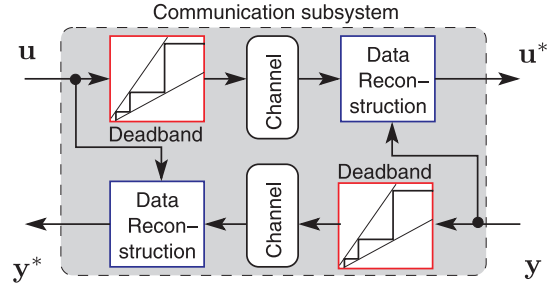 Communication subsystem
u
Channel
Data
Recon-
struction
u*
Deadband
Deadband
Data
Recon-
struction
Channel
y*
y